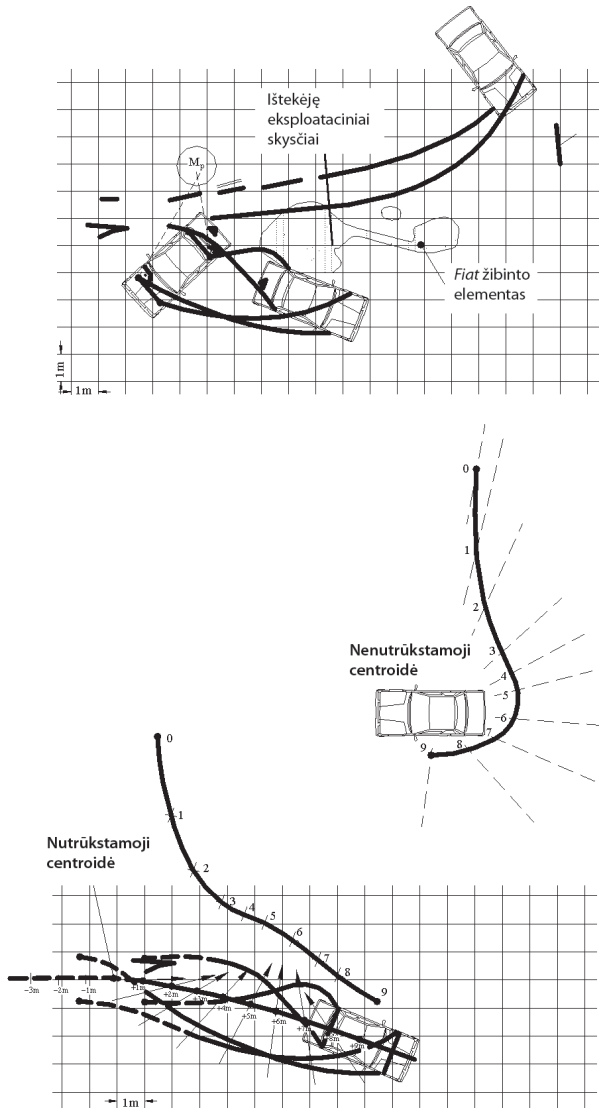 Ištekėję
eksploataciniai
skysčiai
Mp
Fiat žibinto
elementas
1m
1m
0
1
2
3
4
5
6
7
8
9
Nenutrūkstamoji
centroidė
0
1
2
3
4
5
6
7
8
9
Nutrūkstamoji
centroidė
-3m
-2m
-1m
+1m
+2m
+3m
+4m
+5m
+6m
+7m
+8m
+9m
1m